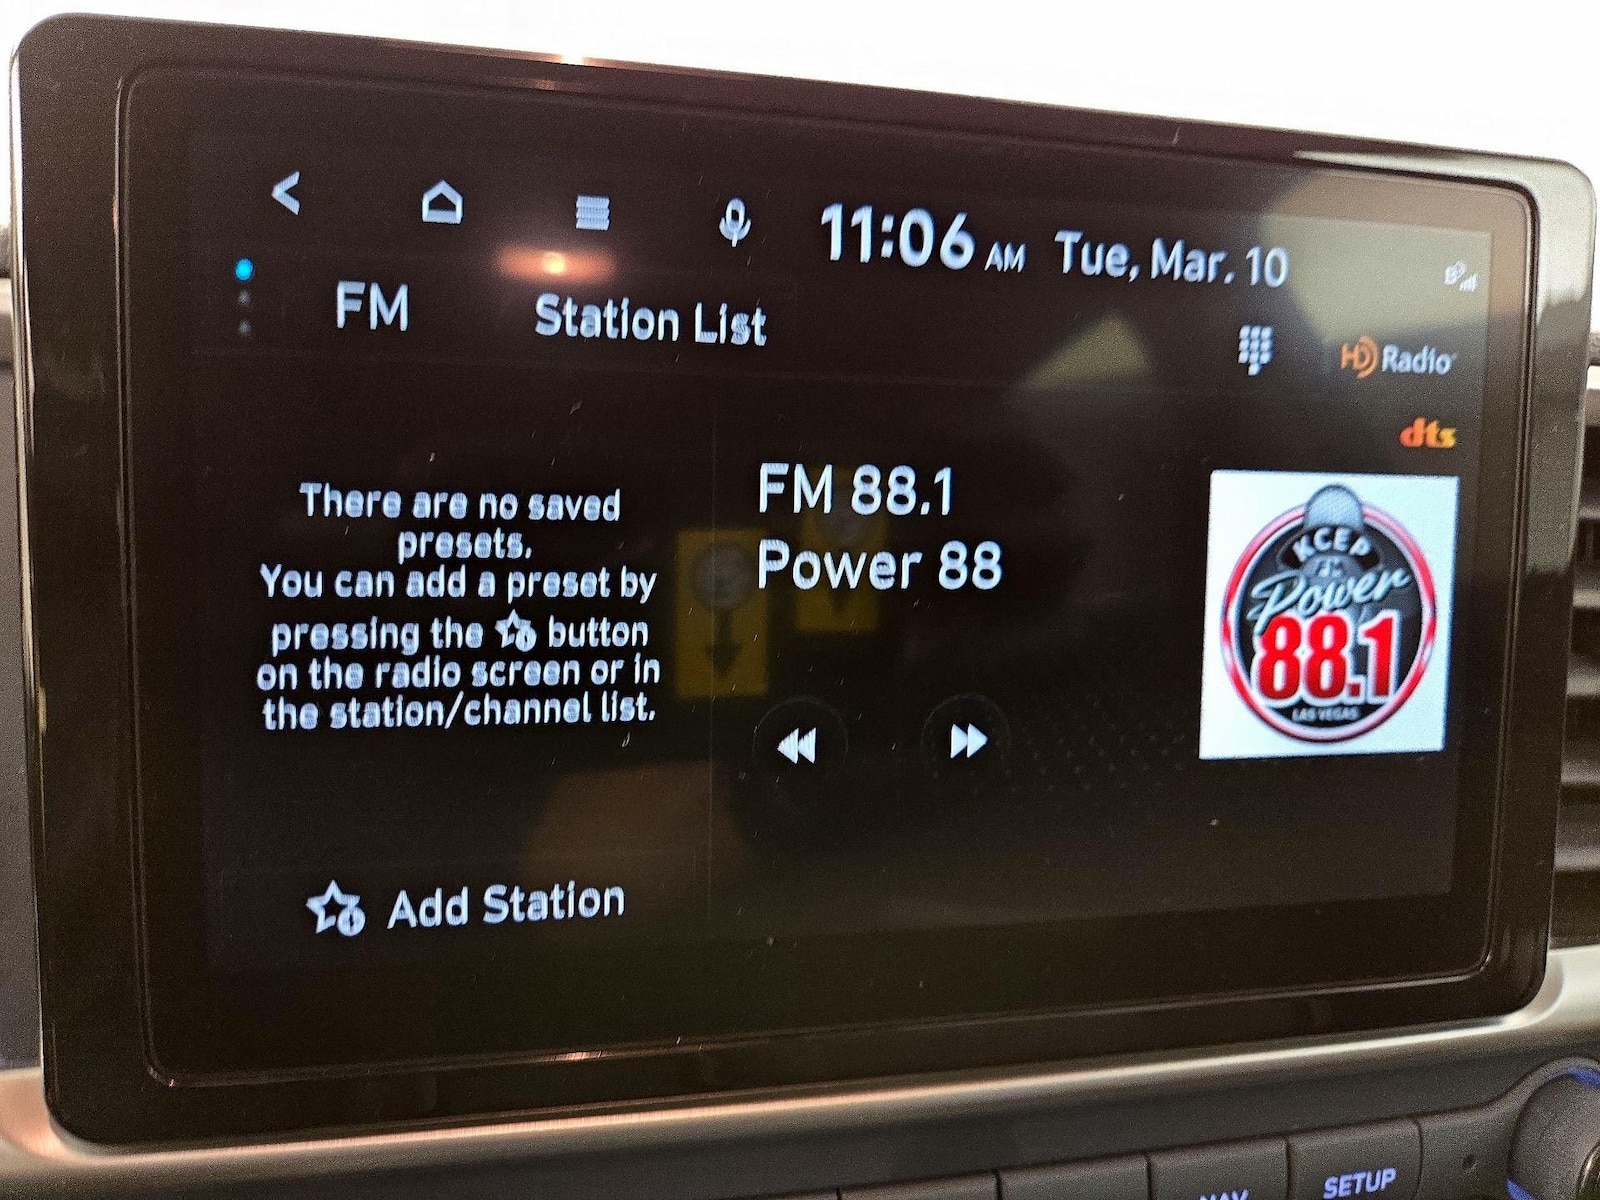 11:06 AM Tue, Mar. 10
FM
Station List
HD Radio
dts
There are no saved
presets.
You can add a preset by
pressing the button
on the radio screen or in
the station/channel list.
FM 88.1
Power 88
KCEP
FM
Power
88.1
LAS VEGAS
Add Station
NAV
SETUP